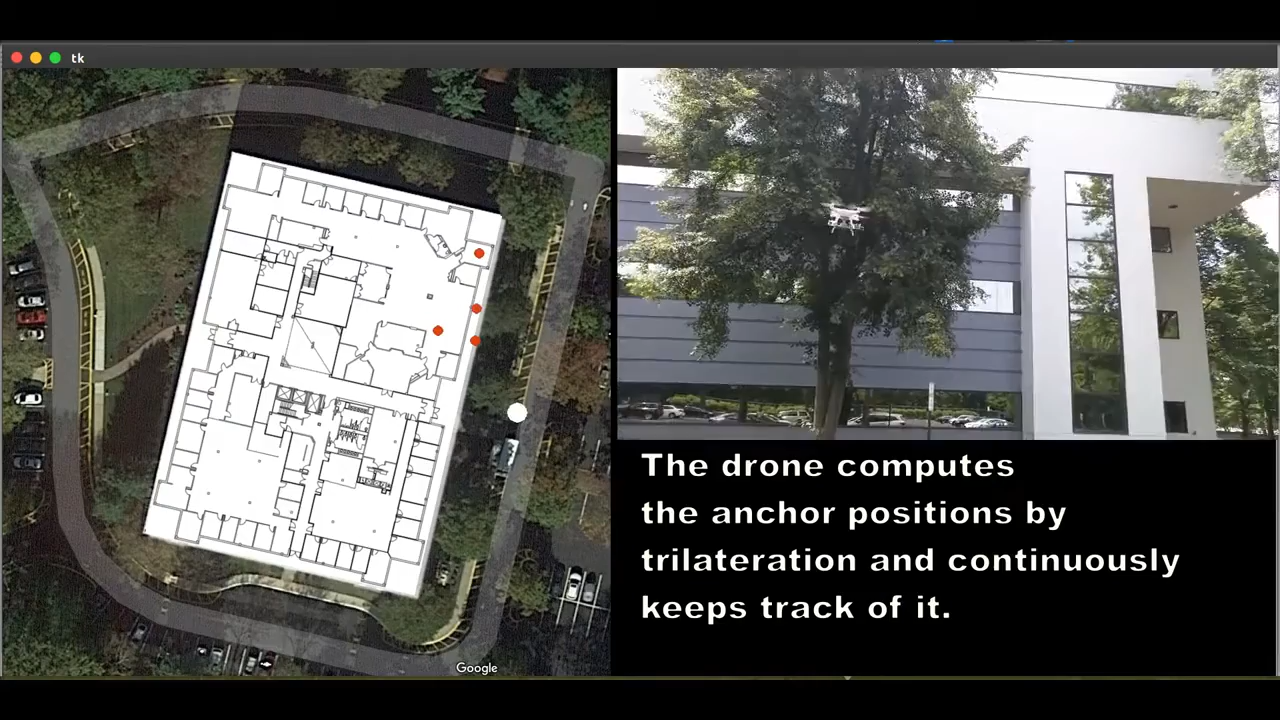 tk
The drone computes
the anchor positions by
trilateration and continuously
keeps track of it.
Google